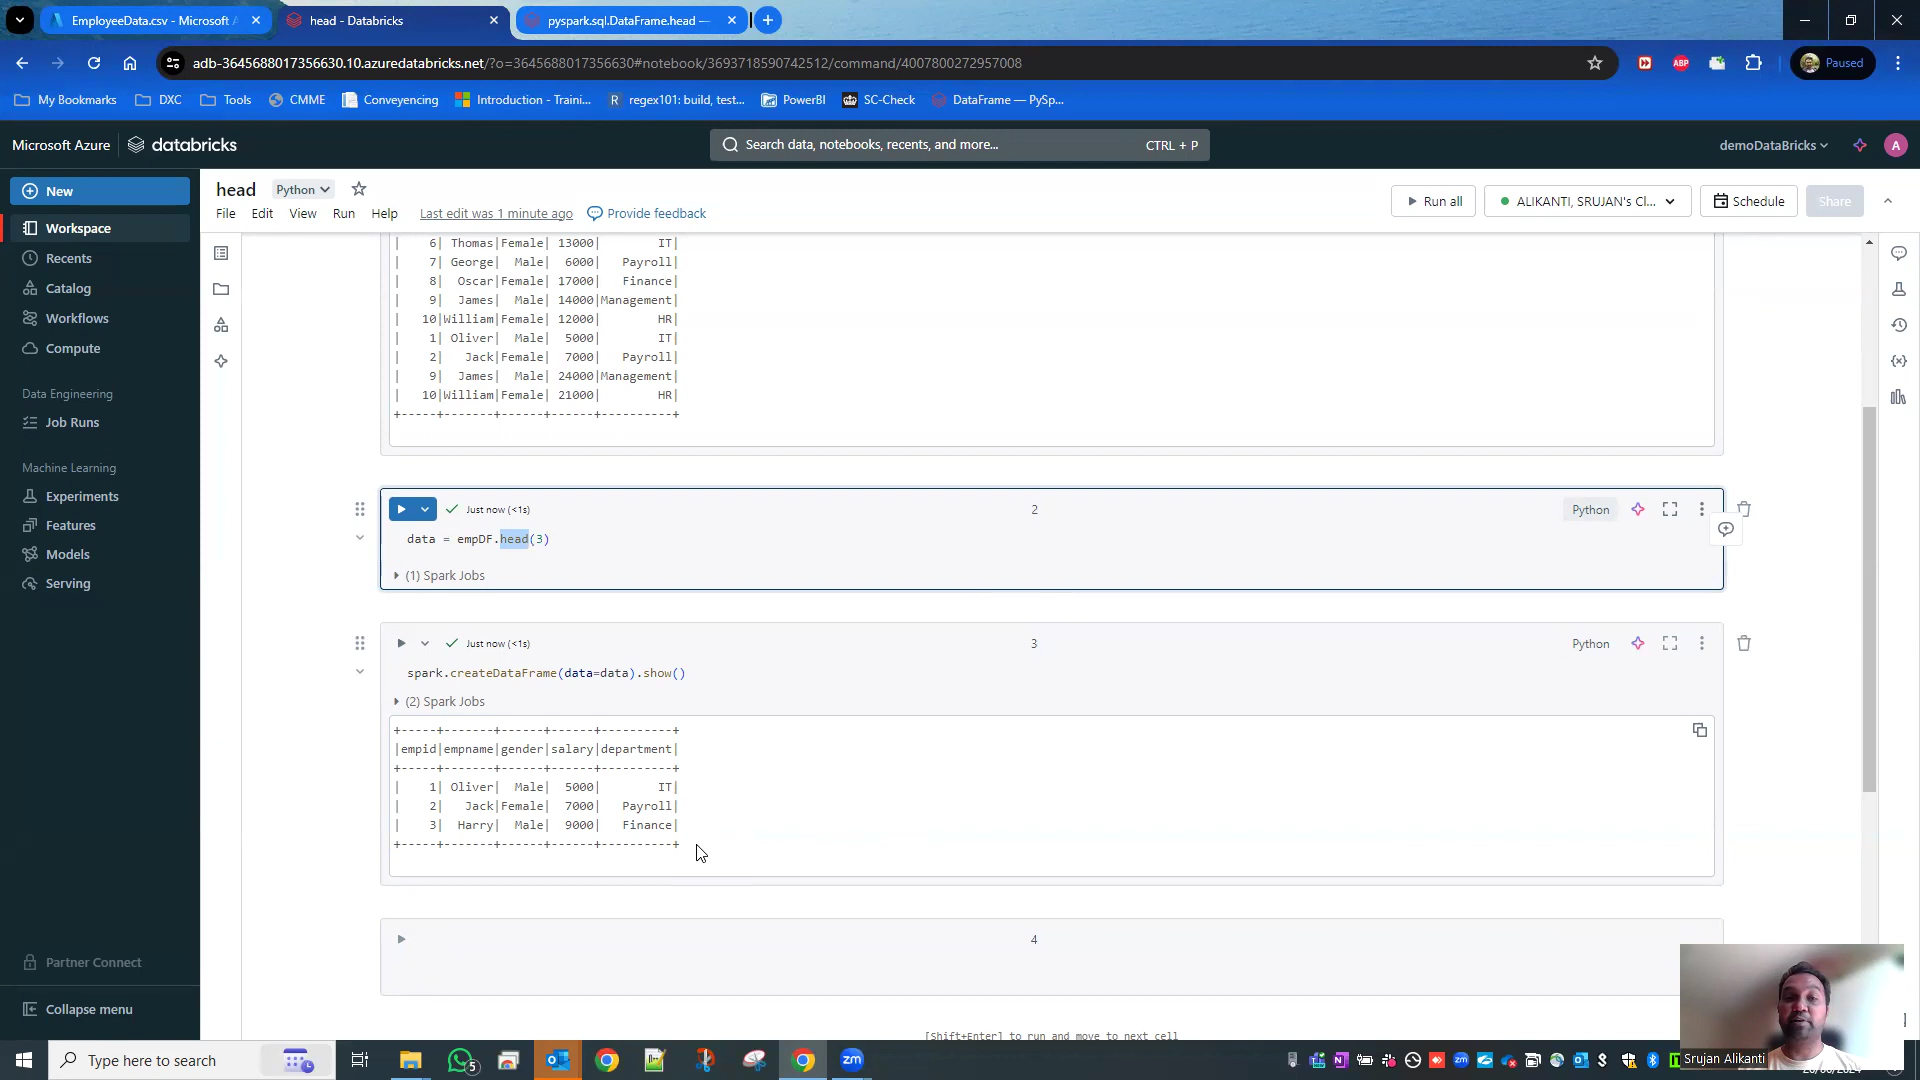 EmployeeData.csv - Microsoft A
head - Databricks
pyspark.sql.DataFrame.head —
adb-3645688017356630.10.azuredatabricks.net/?o=3645688017356630#notebook/3693718590742512/command/4007800272957008
ABP
Paused
My Bookmarks
DXC
Tools
CMME
Conveyencing
Introduction - Traini...
R regex101: build, test...
PowerBI
SC-Check
DataFrame — PySp...
Microsoft Azure
databricks
Search data, notebooks, recents, and more...
CTRL + P
demoDataBricks
A
New
head
Python
Run all
ALIKANTI, SRUJAN's Cl...
Schedule
Share
File Edit View Run Help
Last edit was 1 minute ago
Provide feedback
Workspace
Recents
Catalog
Workflows
Compute
Data Engineering
Job Runs
Machine Learning
Experiments
Features
Models
Serving
Partner Connect
Collapse menu
| 6| Thomas|Female| 13000| IT|
| 7| George| Male| 6000| Payroll|
| 8| Oscar|Female| 17000| Finance|
| 9| James| Male| 14000|Management|
| 10|William|Female| 12000| HR|
| 1| Oliver| Male| 5000| IT|
| 2| Jack|Female| 7000| Payroll|
| 9| James| Male| 24000|Management|
| 10|William|Female| 21000| HR|
+-----+-------+------+------+----------+
Just now (<1s)
2
Python
data = empDF.head(3)
(1) Spark Jobs
Just now (<1s)
3
Python
spark.createDataFrame(data=data).show()
(2) Spark Jobs
+-----+-------+------+------+----------+
|empid|empname|gender|salary|department|
+-----+-------+------+------+----------+
| 1| Oliver| Male| 5000| IT|
| 2| Jack|Female| 7000| Payroll|
| 3| Harry| Male| 9000| Finance|
+-----+-------+------+------+----------+
4
[Shift+Enter] to run and move to next cell
Type here to search
5
zm
Srujan Alikanti